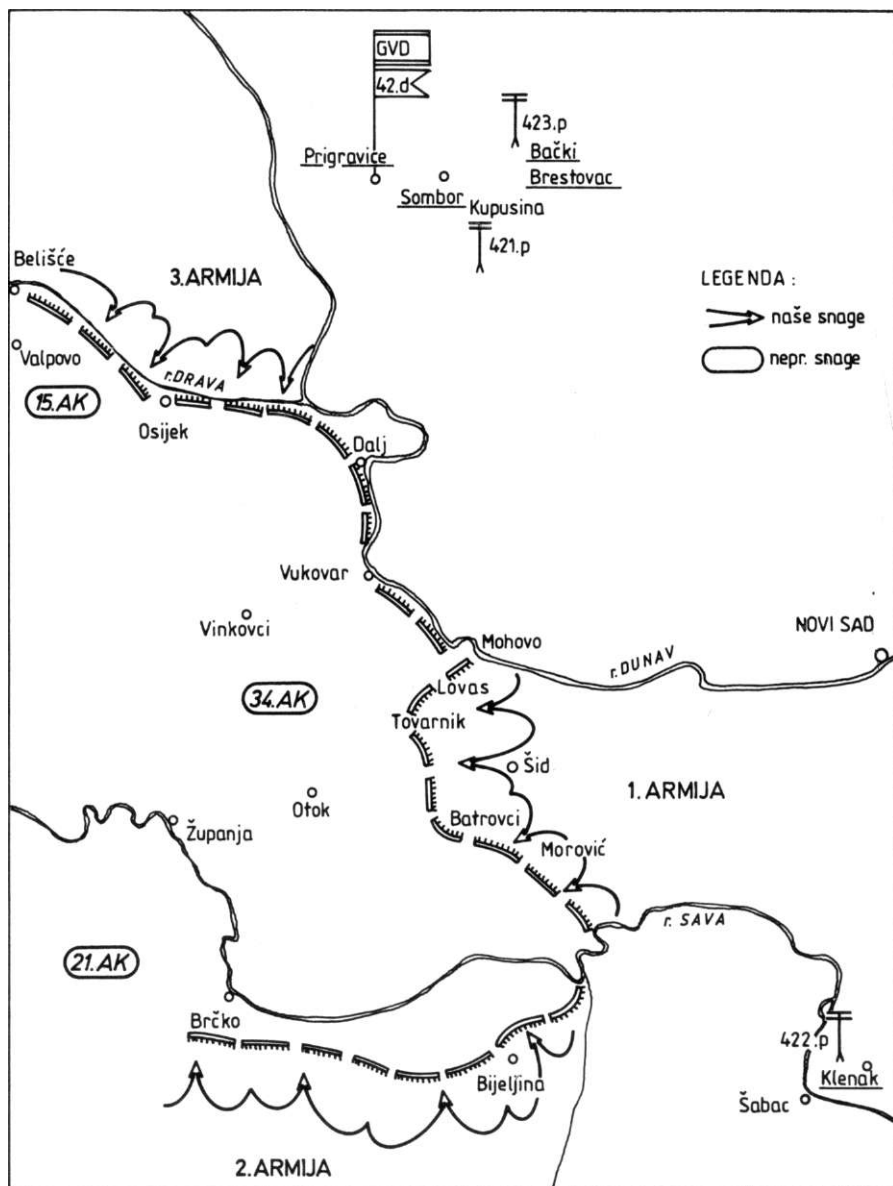 GVD
42.d
423.p
Prigravice
Bački
Brestovac
Sombor
Kupusina
421.p
Belišće
3.ARMIJA
LEGENDA :
naše snage
nepr. snage
Valpovo
r.DRAVA
15.AK
Osijek
Dalj
Vukovar
Vinkovci
Mohovo
NOVI SAD
r.DUNAV
34.AK
Lovas
Tovarnik
Šid
1.ARMIJA
Otok
Batrovci
Županja
Morović
r. SAVA
21.AK
Brčko
422.p
Klenak
Bijeljina
Šabac
2.ARMIJA